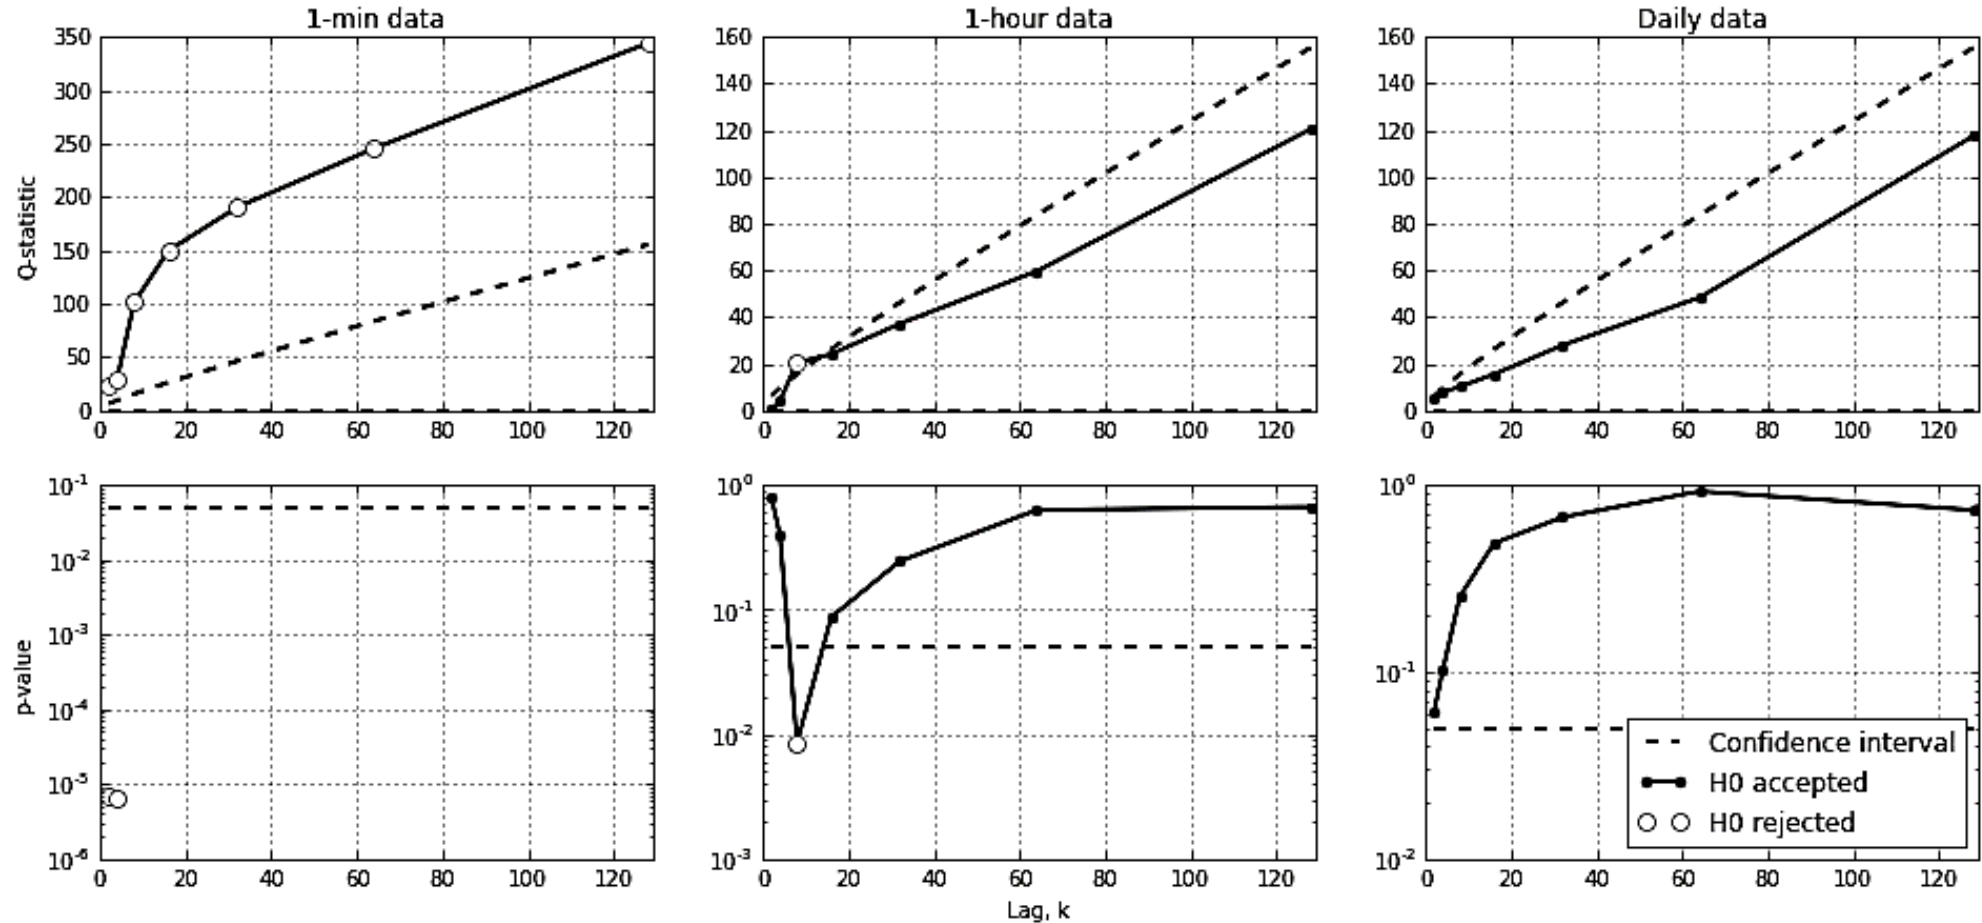 1-min data
1-hour data
Daily data
Q-statistic
350
300
250
200
150
100
50
0
0 20 40 60 80 100 120
160
140
120
100
80
60
40
20
0
0 20 40 60 80 100 120
160
140
120
100
80
60
40
20
0
0 20 40 60 80 100 120
p-value
10⁻¹
10⁻²
10⁻³
10⁻⁴
10⁻⁵
10⁻⁶
0 20 40 60 80 100 120
10⁰
10⁻¹
10⁻²
10⁻³
0 20 40 60 80 100 120
Lag, k
10⁰
10⁻¹
10⁻²
0 20 40 60 80 100 120
Confidence interval
H0 accepted
H0 rejected